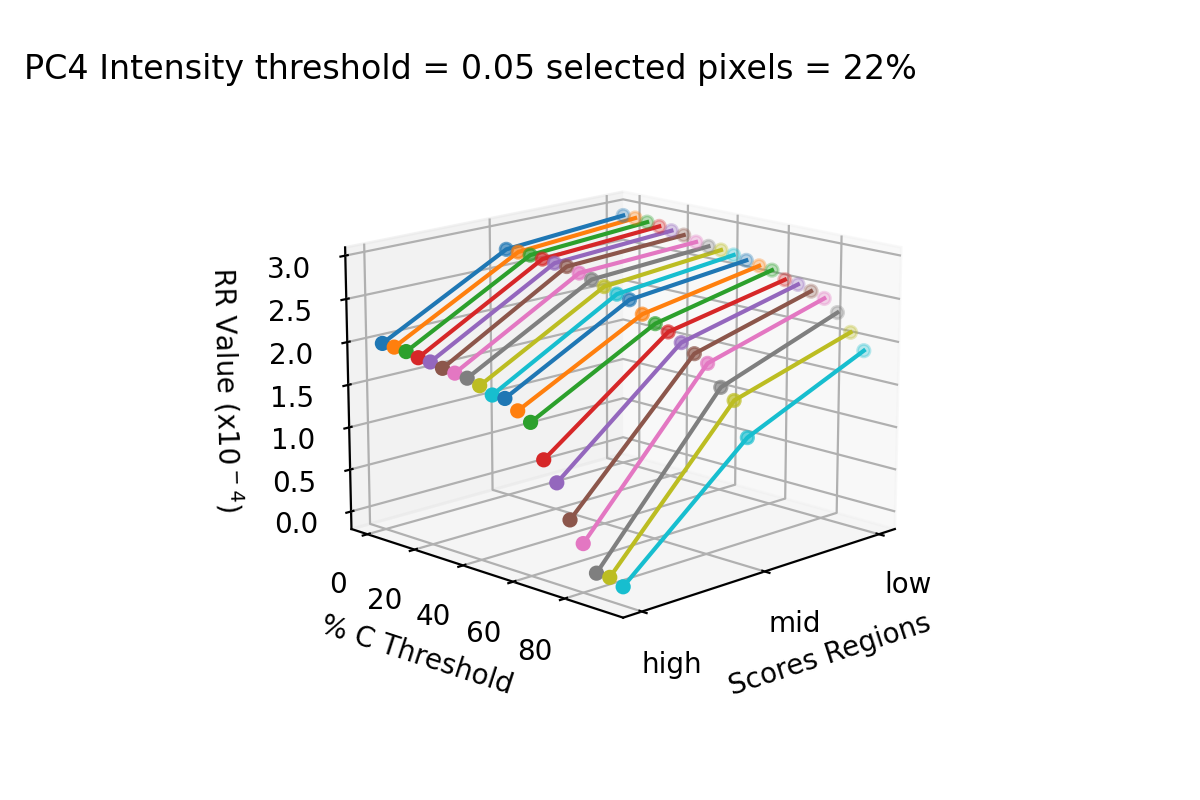 PC4 Intensity threshold = 0.05 selected pixels = 22%
RR Value (x10⁻⁴)
3.0
2.5
2.0
1.5
1.0
0.5
0.0
0
20
40
60
80
% C Threshold
high
mid
low
Scores Regions